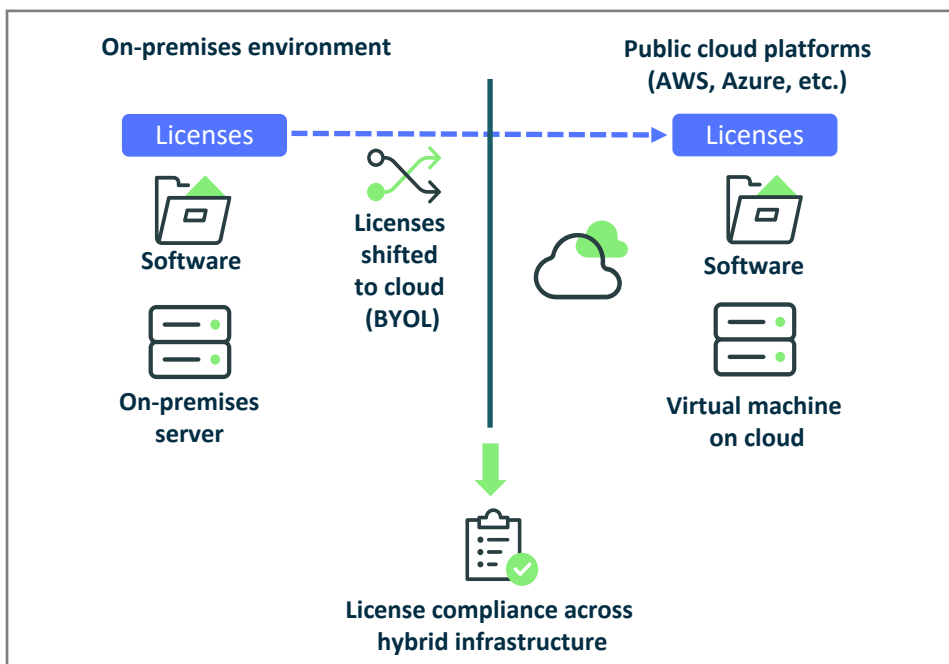 On-premises environment
Public cloud platforms
(AWS, Azure, etc.)
Licenses
Licenses
Licenses
shifted
to cloud
(BYOL)
Software
Software
On-premises
server
Virtual machine
on cloud
License compliance across
hybrid infrastructure